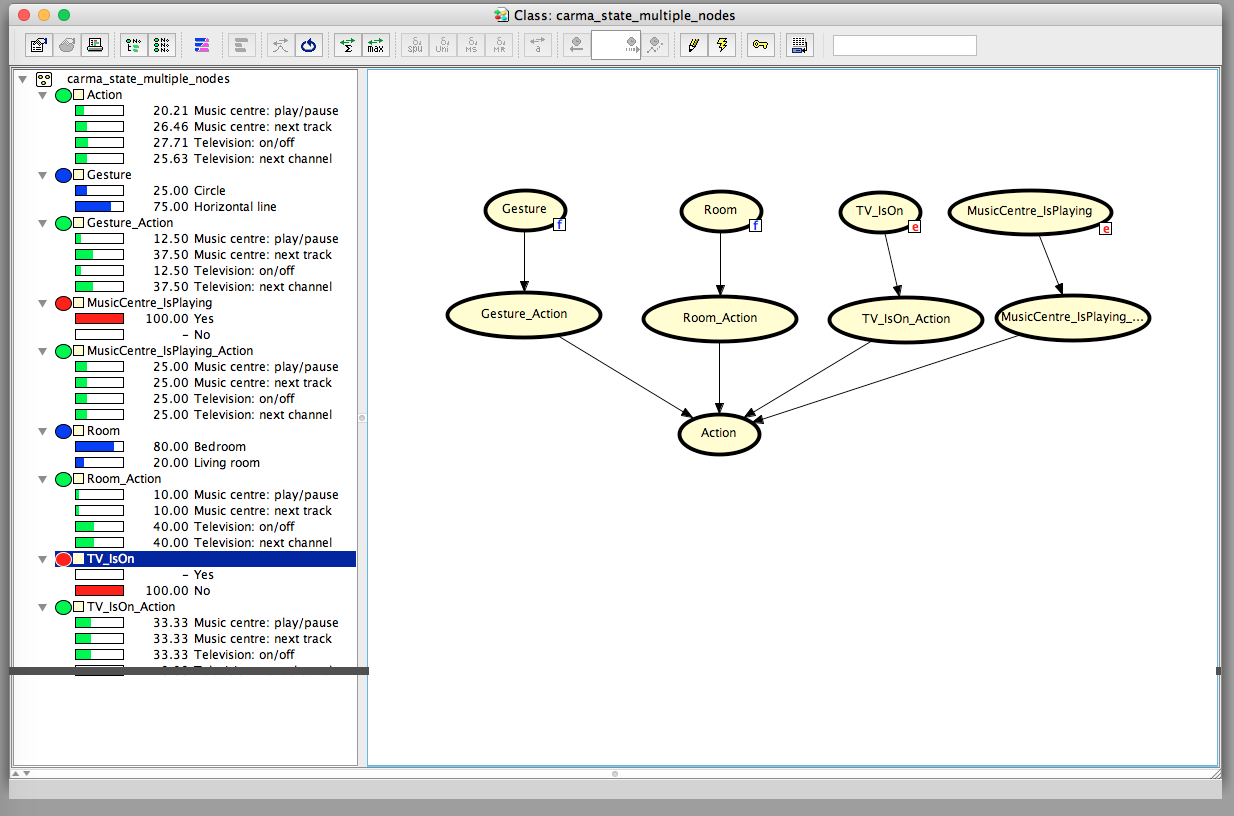 Class: carma_state_multiple_nodes
Σ
max
δ₄ spu
δ₄ Uni
δ₄ MS
δ₄ MR
a
carma_state_multiple_nodes
Action
20.21 Music centre: play/pause
26.46 Music centre: next track
27.71 Television: on/off
25.63 Television: next channel
Gesture
25.00 Circle
75.00 Horizontal line
Gesture_Action
12.50 Music centre: play/pause
37.50 Music centre: next track
12.50 Television: on/off
37.50 Television: next channel
MusicCentre_IsPlaying
100.00 Yes
- No
MusicCentre_IsPlaying_Action
25.00 Music centre: play/pause
25.00 Music centre: next track
25.00 Television: on/off
25.00 Television: next channel
Room
80.00 Bedroom
20.00 Living room
Room_Action
10.00 Music centre: play/pause
10.00 Music centre: next track
40.00 Television: on/off
40.00 Television: next channel
TV_IsOn
- Yes
100.00 No
TV_IsOn_Action
33.33 Music centre: play/pause
33.33 Music centre: next track
33.33 Television: on/off
Gesture
f
Room
f
TV_IsOn
e
MusicCentre_IsPlaying
e
Gesture_Action
Room_Action
TV_IsOn_Action
MusicCentre_IsPlaying_...
Action